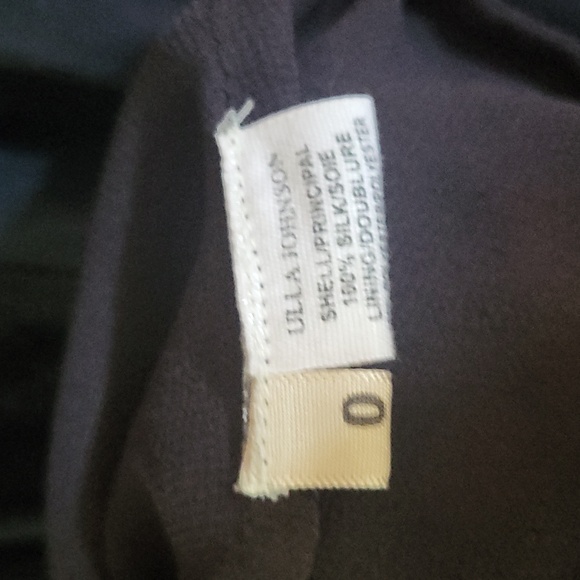 ULLA JOHNSON
SHELL/PRINCIPAL
100% SILK/SOIE
LINING/DOUBLURE
0